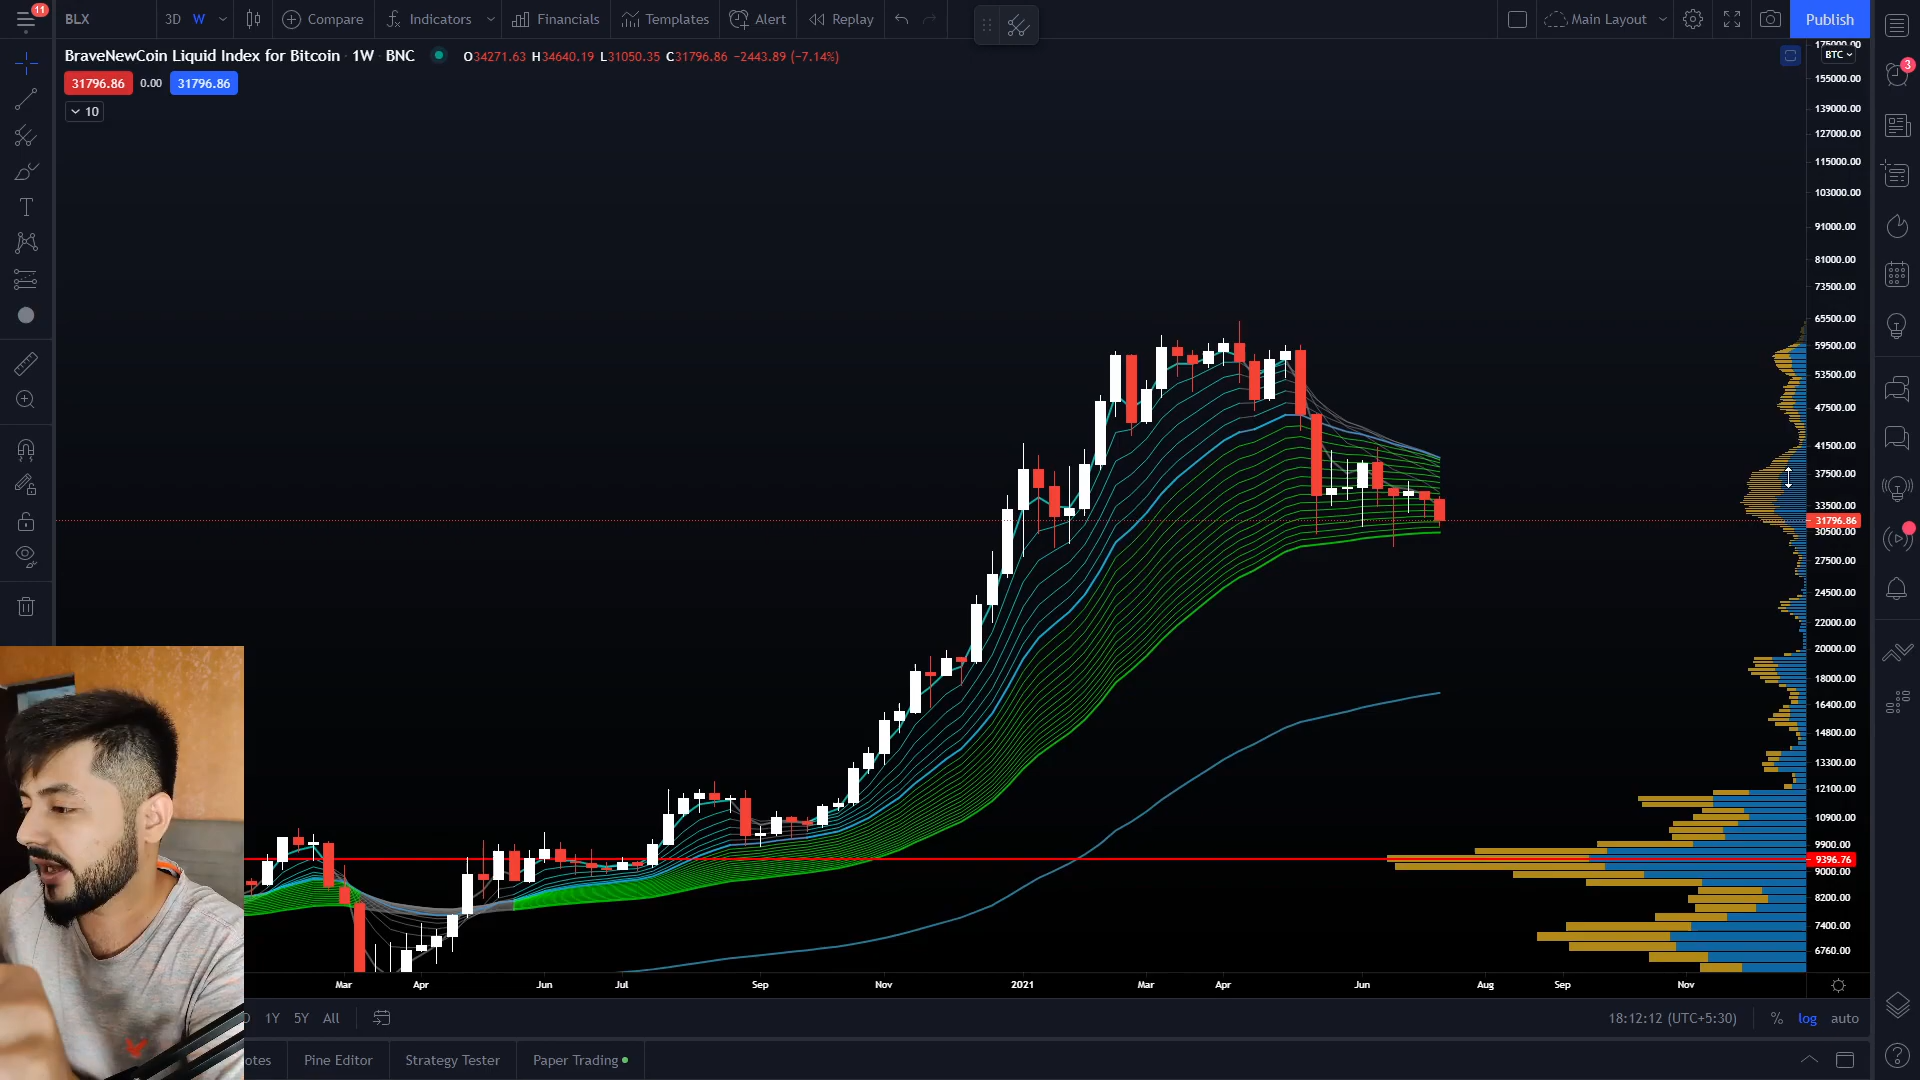 11
BLX
3D W
Compare
Indicators
Financials
Templates
Alert
Replay
Main Layout
Publish
BraveNewCoin Liquid Index for Bitcoin · 1W · BNC
O34271.63 H34640.19 L31050.35 C31796.86 −2443.89 (−7.14%)
31796.86 0.00 31796.86
10
3
BTC
175000.00
155000.00
139000.00
127000.00
115000.00
103000.00
91000.00
81000.00
73500.00
65500.00
59500.00
53500.00
47500.00
41500.00
37500.00
33500.00
31796.86
30500.00
27500.00
24500.00
22000.00
20000.00
18000.00
16400.00
14800.00
13300.00
12100.00
10900.00
9900.00
9396.76
9000.00
8200.00
7400.00
6760.00
Mar Apr Jun Jul Sep Nov 2021 Mar Apr Jun Aug Sep Nov
1Y 5Y All
18:12:12 (UTC+5:30) % log auto
otes Pine Editor Strategy Tester Paper Trading